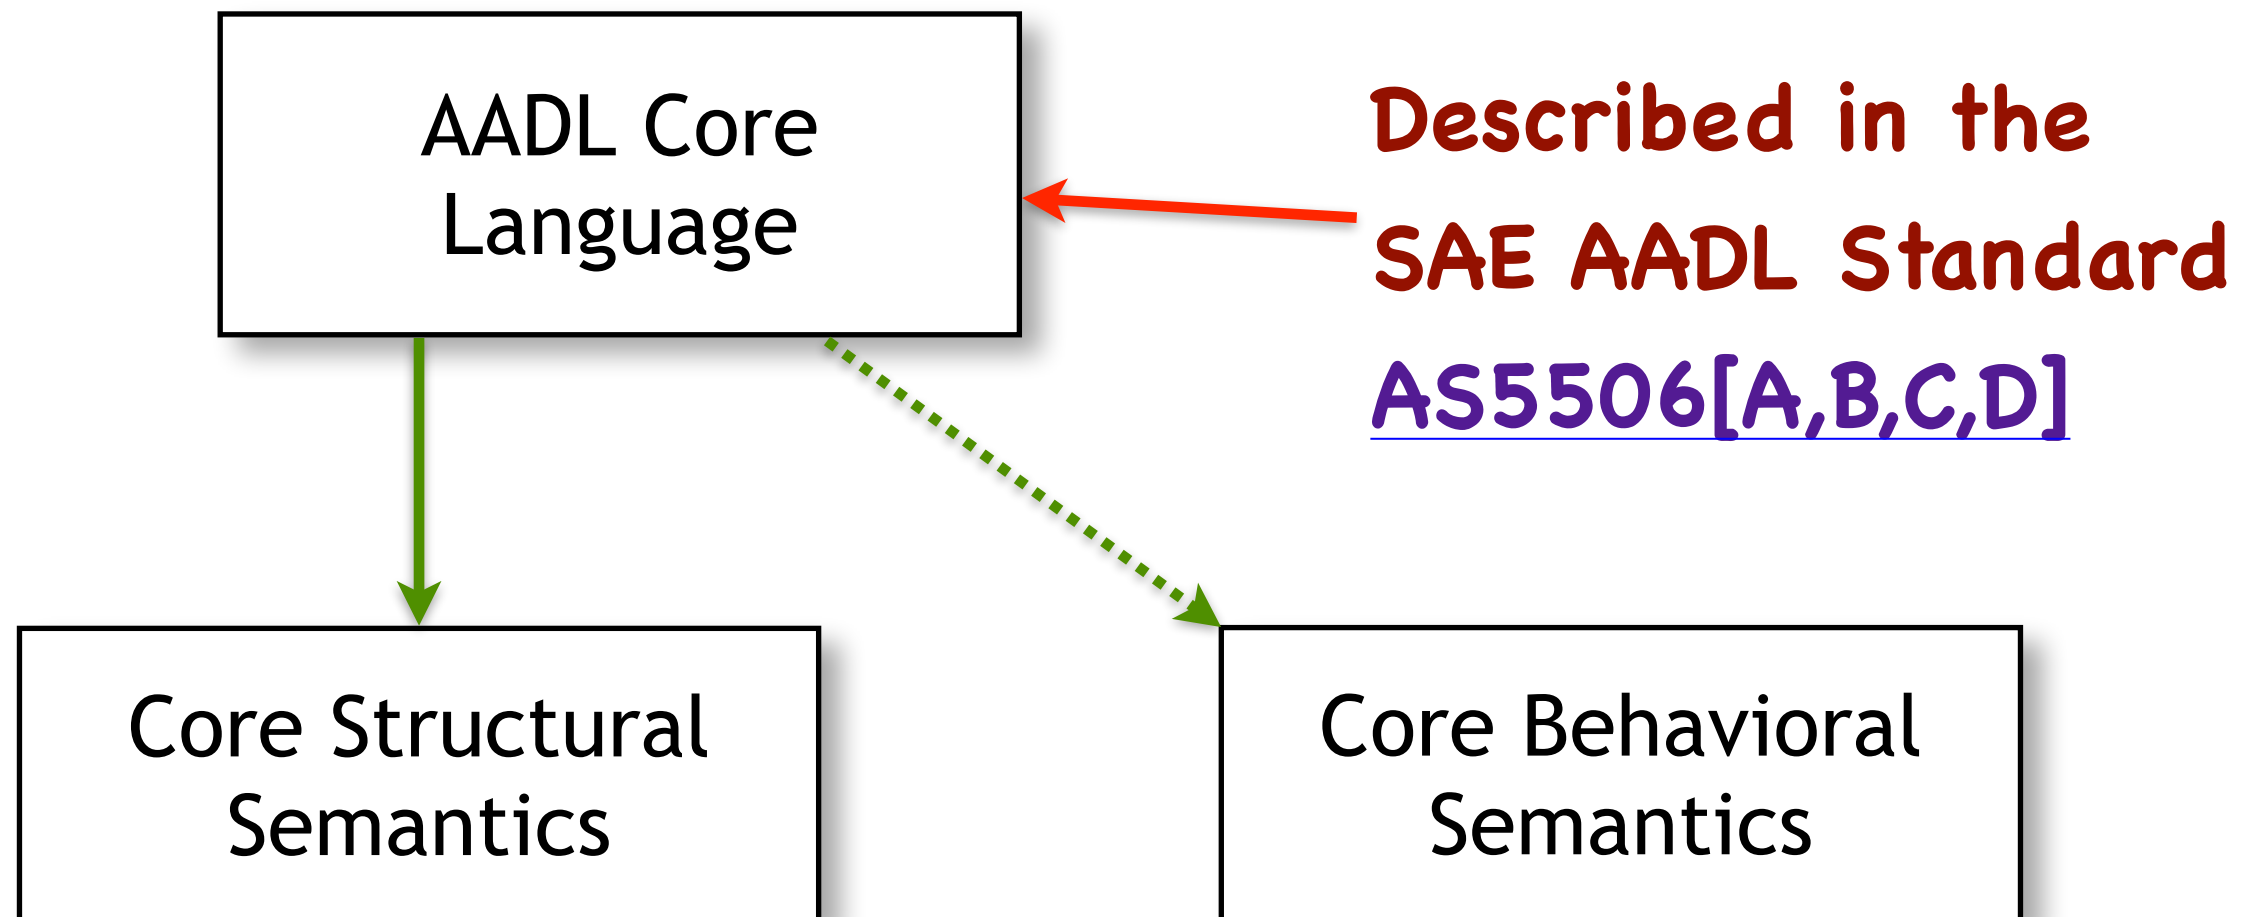 AADL Core
Language
Described in the
SAE AADL Standard
AS5506[A,B,C,D]
Core Structural
Semantics
Core Behavioral
Semantics